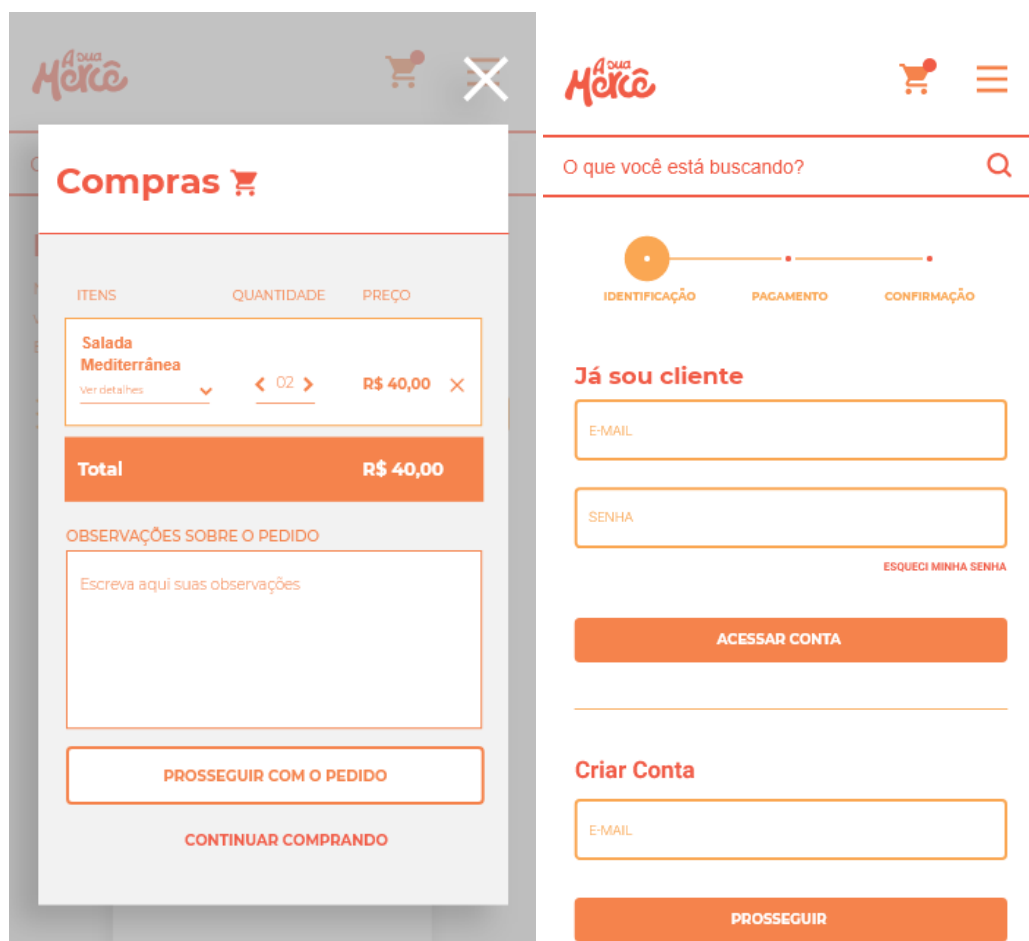 A sua
Mercê
Compras
ITENS QUANTIDADE PREÇO
Salada
Mediterrânea
Ver detalhes
02
R$ 40,00
Total R$ 40,00
OBSERVAÇÕES SOBRE O PEDIDO
Escreva aqui suas observações
PROSSEGUIR COM O PEDIDO
CONTINUAR COMPRANDO
A sua
Mercê
O que você está buscando?
IDENTIFICAÇÃO PAGAMENTO CONFIRMAÇÃO
Já sou cliente
E-MAIL
SENHA
ESQUECI MINHA SENHA
ACESSAR CONTA
Criar Conta
E-MAIL
PROSSEGUIR